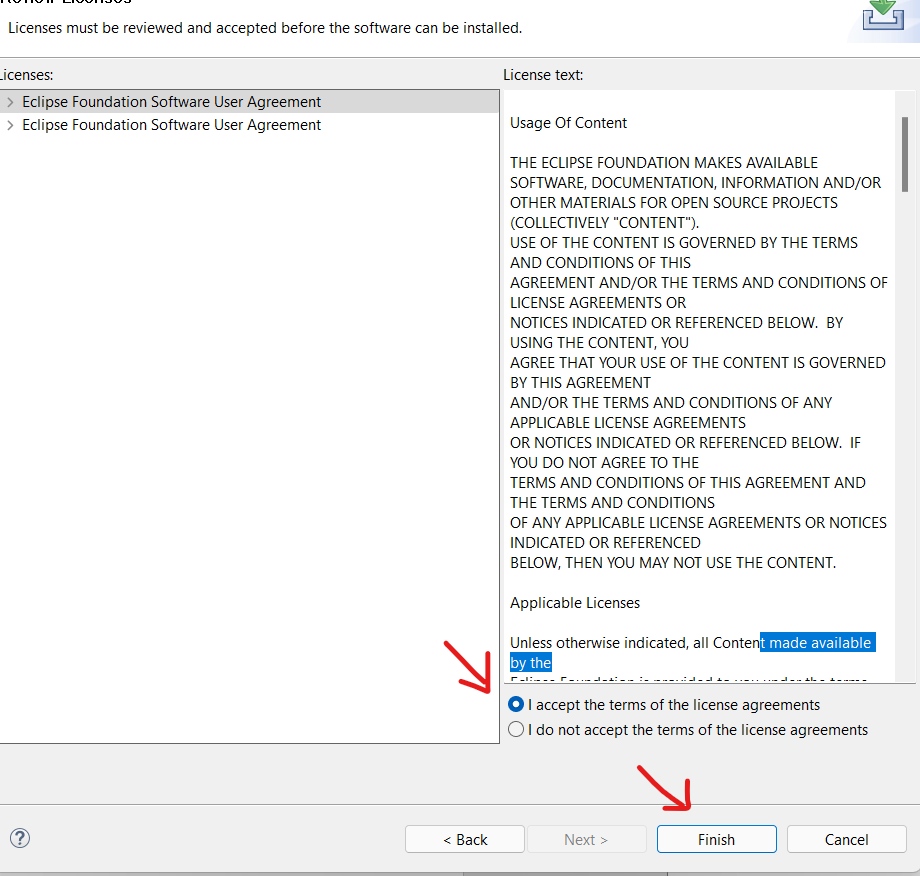 Review Licenses
Licenses must be reviewed and accepted before the software can be installed.
Licenses:
Eclipse Foundation Software User Agreement
Eclipse Foundation Software User Agreement
License text:
Usage Of Content
THE ECLIPSE FOUNDATION MAKES AVAILABLE
SOFTWARE, DOCUMENTATION, INFORMATION AND/OR
OTHER MATERIALS FOR OPEN SOURCE PROJECTS
(COLLECTIVELY "CONTENT").
USE OF THE CONTENT IS GOVERNED BY THE TERMS
AND CONDITIONS OF THIS
AGREEMENT AND/OR THE TERMS AND CONDITIONS OF
LICENSE AGREEMENTS OR
NOTICES INDICATED OR REFERENCED BELOW.  BY
USING THE CONTENT, YOU
AGREE THAT YOUR USE OF THE CONTENT IS GOVERNED
BY THIS AGREEMENT
AND/OR THE TERMS AND CONDITIONS OF ANY
APPLICABLE LICENSE AGREEMENTS
OR NOTICES INDICATED OR REFERENCED BELOW.  IF
YOU DO NOT AGREE TO THE
TERMS AND CONDITIONS OF THIS AGREEMENT AND
THE TERMS AND CONDITIONS
OF ANY APPLICABLE LICENSE AGREEMENTS OR NOTICES
INDICATED OR REFERENCED
BELOW, THEN YOU MAY NOT USE THE CONTENT.
Applicable Licenses
Unless otherwise indicated, all Content made available
by the
Eclipse Foundation is provided to you under the terms
I accept the terms of the license agreements
I do not accept the terms of the license agreements
?
< Back
Next >
Finish
Cancel